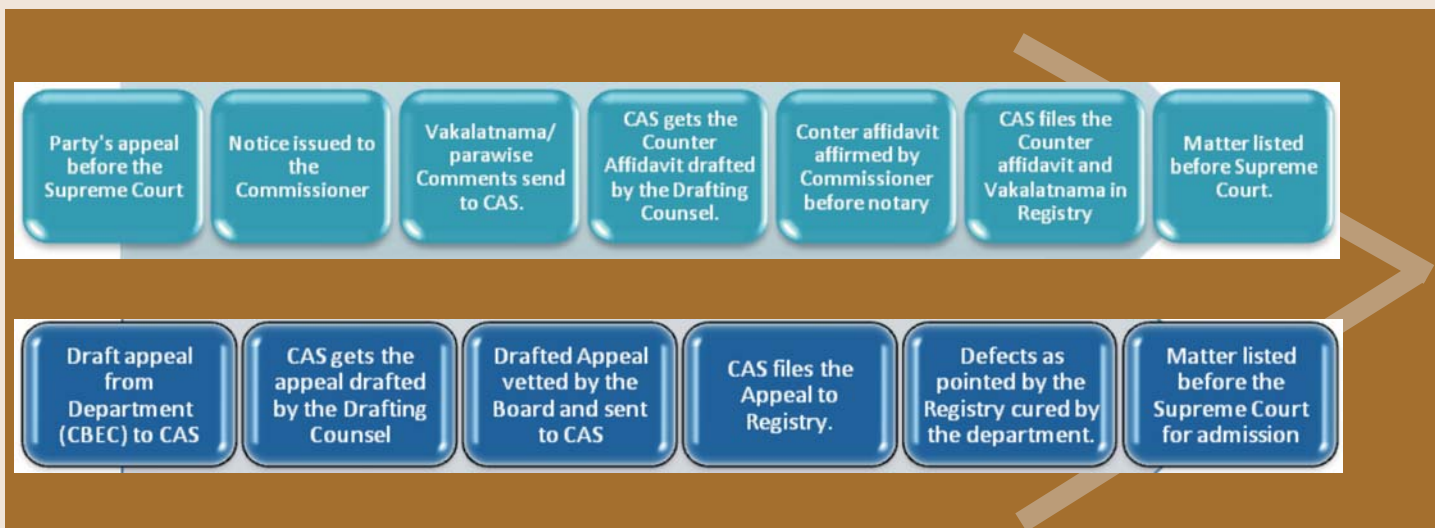 Party's appeal
before the
Supreme Court
Notice issued to
the
Commissioner
Vakalatnama/
parawise
Comments send
to CAS.
CAS gets the
Counter
Affidavit drafted
by the Drafting
Counsel.
Conter affidavit
affirmed by
Commissioner
before notary
CAS files the
Counter
affidavit and
Vakalatnama in
Registry
Matter listed
before Supreme
Court.
Draft appeal
from
Department
(CBEC) to CAS
CAS gets the
appeal drafted
by the Drafting
Counsel
Drafted Appeal
vetted by the
Board and sent
to CAS
CAS files the
Appeal to
Registry.
Defects as
pointed by the
Registry cured by
the department.
Matter listed
before the
Supreme Court
for admission